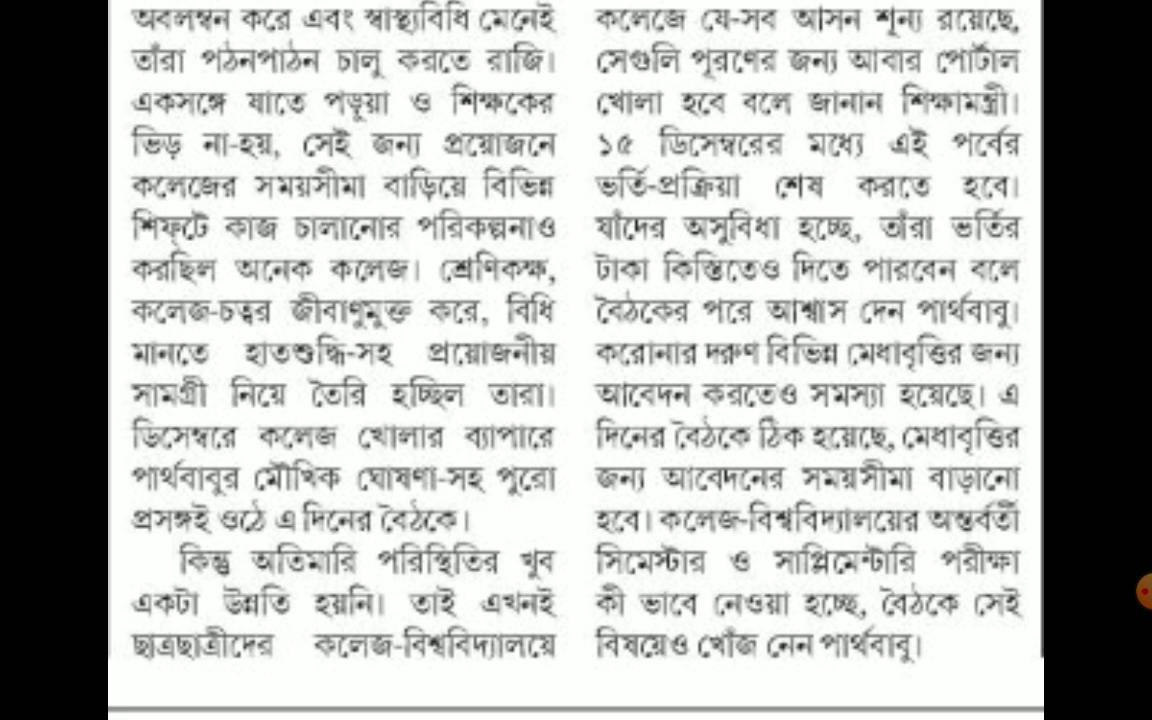 অবলম্বন করে এবং স্বাস্থ্যবিধি মেনেই
তাঁরা পঠনপাঠন চালু করতে রাজি।
একসঙ্গে যাতে পড়ুয়া ও শিক্ষকের
ভিড় না-হয়, সেই জন্য প্রয়োজনে
কলেজের সময়সীমা বাড়িয়ে বিভিন্ন
শিফ্‌টে কাজ চালানোর পরিকল্পনাও
করছিল অনেক কলেজ। শ্রেণিকক্ষ,
কলেজ-চত্বর জীবাণুমুক্ত করে, বিধি
মানতে হাতশুদ্ধি-সহ প্রয়োজনীয়
সামগ্রী নিয়ে তৈরি হচ্ছিল তারা।
ডিসেম্বরে কলেজ খোলার ব্যাপারে
পার্থবাবুর মৌখিক ঘোষণা-সহ পুরো
প্রসঙ্গই ওঠে এ দিনের বৈঠকে।
কিন্তু অতিমারি পরিস্থিতির খুব
একটা উন্নতি হয়নি। তাই এখনই
ছাত্রছাত্রীদের কলেজ-বিশ্ববিদ্যালয়ে
কলেজে যে-সব আসন শূন্য রয়েছে,
সেগুলি পূরণের জন্য আবার পোর্টাল
খোলা হবে বলে জানান শিক্ষামন্ত্রী।
১৫ ডিসেম্বরের মধ্যে এই পর্বের
ভর্তি-প্রক্রিয়া শেষ করতে হবে।
যাঁদের অসুবিধা হচ্ছে, তাঁরা ভর্তির
টাকা কিস্তিতেও দিতে পারবেন বলে
বৈঠকের পরে আশ্বাস দেন পার্থবাবু।
করোনার দরুণ বিভিন্ন মেধাবৃত্তির জন্য
আবেদন করতেও সমস্যা হয়েছে। এ
দিনের বৈঠকে ঠিক হয়েছে, মেধাবৃত্তির
জন্য আবেদনের সময়সীমা বাড়ানো
হবে। কলেজ-বিশ্ববিদ্যালয়ের অন্তর্বর্তী
সিমেস্টার ও সাপ্লিমেন্টারি পরীক্ষা
কী ভাবে নেওয়া হচ্ছে, বৈঠকে সেই
বিষয়েও খোঁজ নেন পার্থবাবু।